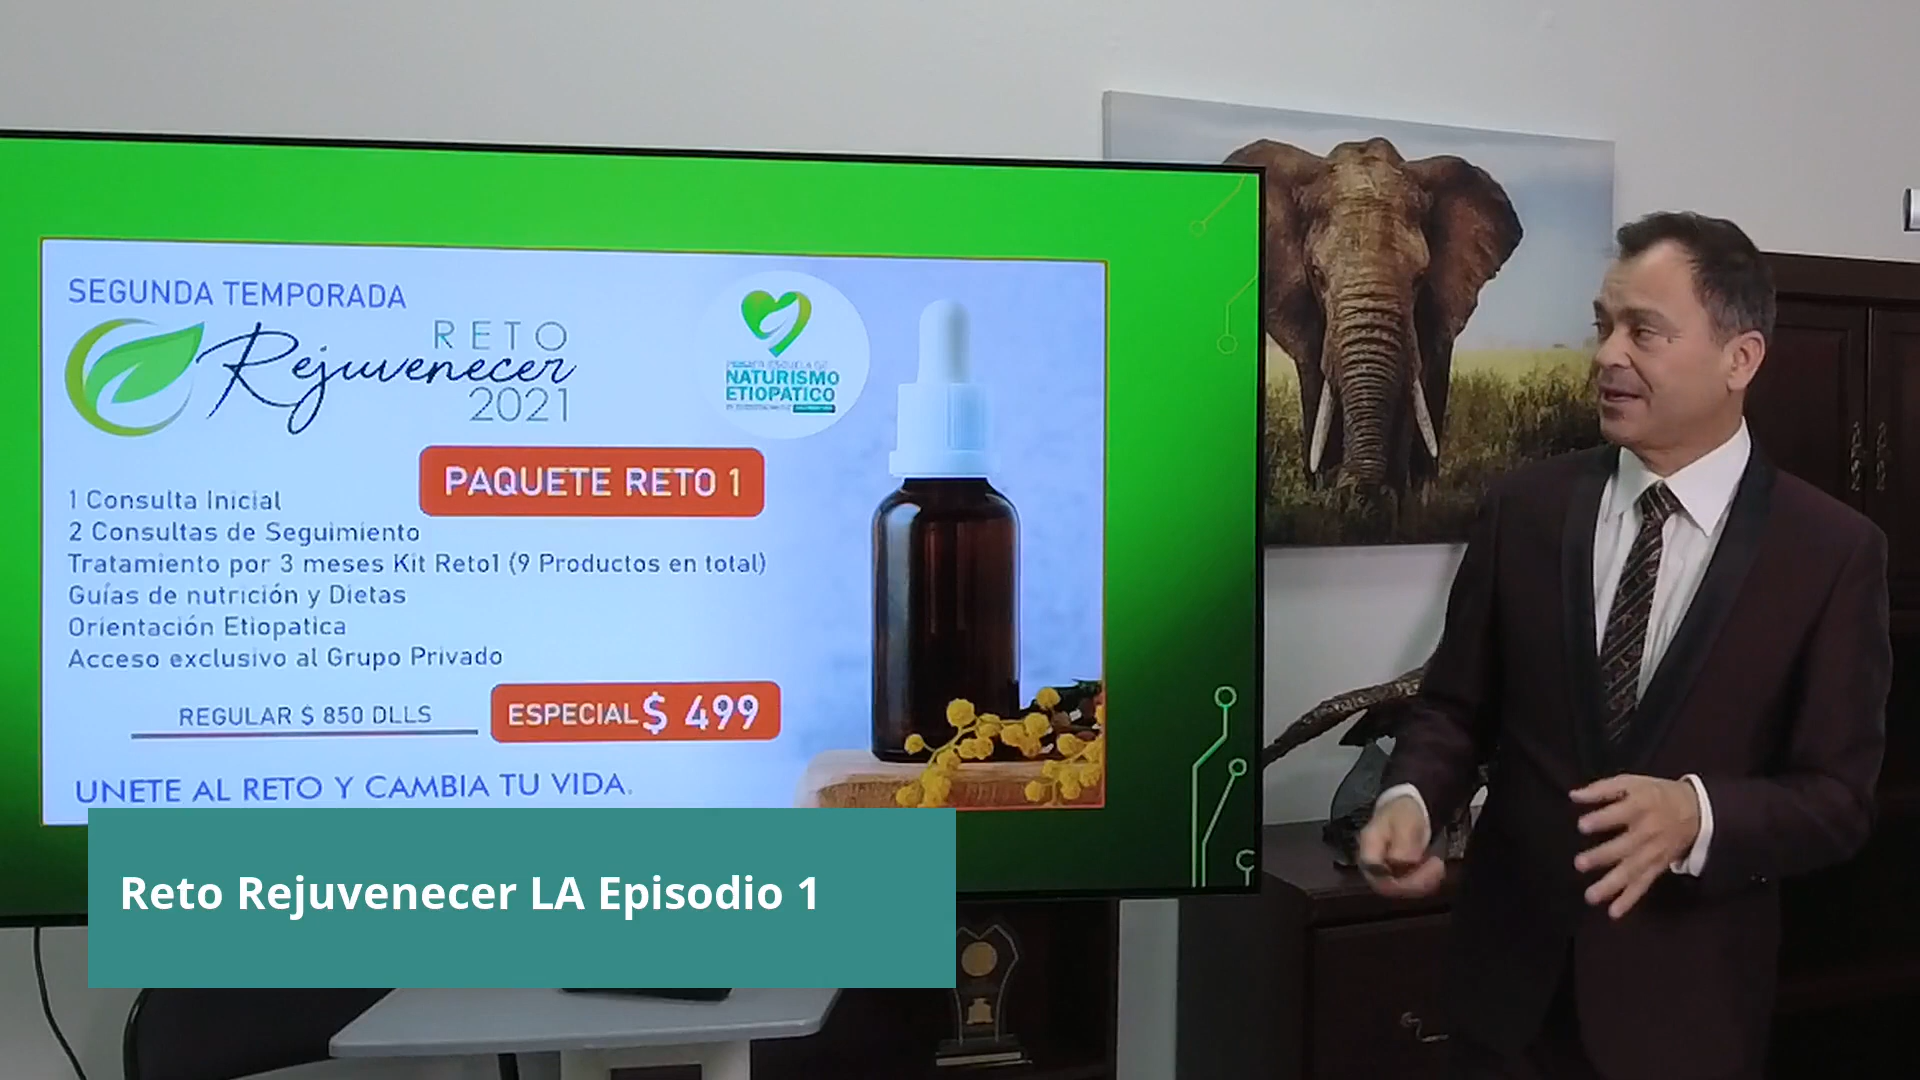 SEGUNDA TEMPORADA
RETO
Rejuvenecer
2021
NATURISMO
ETIOPATICO
PAQUETE RETO 1
1 Consulta Inicial
2 Consultas de Seguimiento
Tratamiento por 3 meses Kit Reto1 (9 Productos en total)
Guías de nutrición y Dietas
Orientación Etiopatica
Acceso exclusivo al Grupo Privado
REGULAR $ 850 DLLS
ESPECIAL $ 499
UNETE AL RETO Y CAMBIA TU VIDA.
Reto Rejuvenecer LA Episodio 1